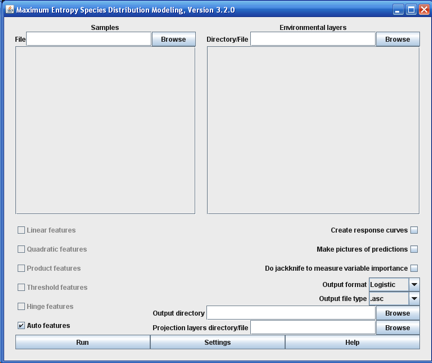 Maximum Entropy Species Distribution Modeling, Version 3.2.0
Samples
Environmental layers
File Browse
Directory/File Browse
Linear features
Quadratic features
Product features
Threshold features
Hinge features
Auto features
Create response curves
Make pictures of predictions
Do jackknife to measure variable importance
Output format Logistic
Output file type .asc
Output directory Browse
Projection layers directory/file Browse
Run Settings Help